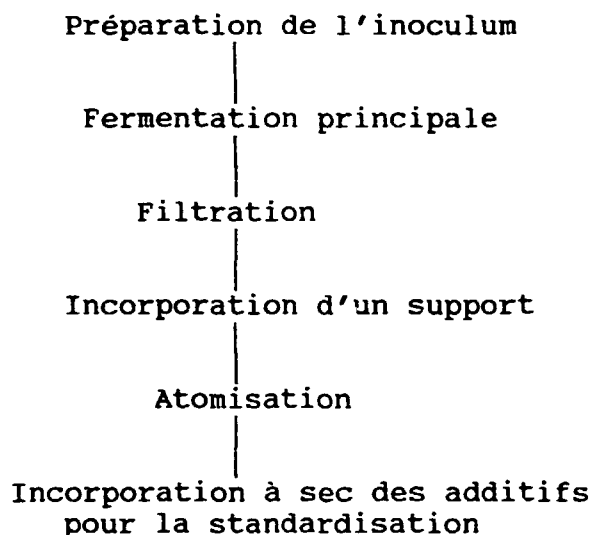 Préparation de l'inoculum
Fermentation principale
Filtration
Incorporation d'un support
Atomisation
Incorporation à sec des additifs
pour la standardisation